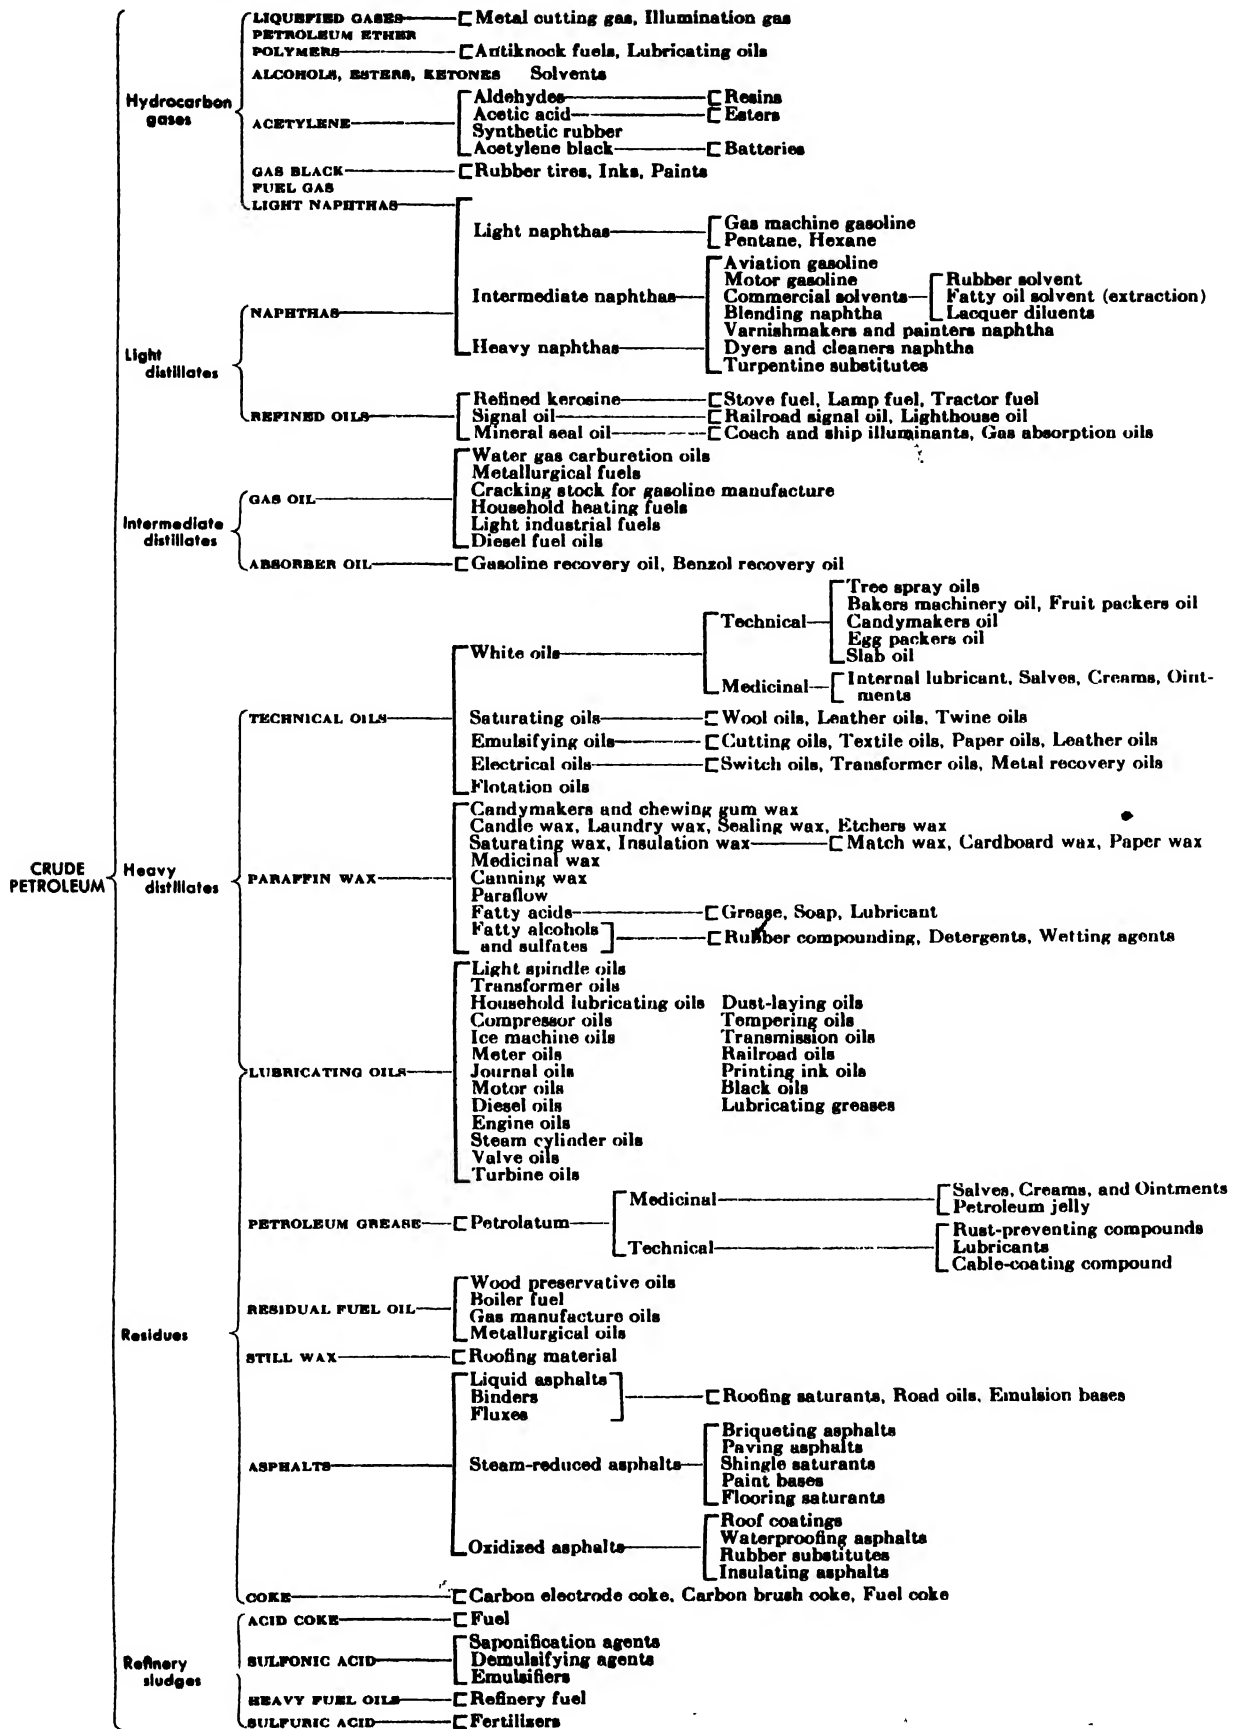 CRUDE
PETROLEUM
Hydrocarbon
gases
LIQUEFIED GASES Metal cutting gas, Illumination gas
PETROLEUM ETHER
POLYMERS Antiknock fuels, Lubricating oils
ALCOHOLS, ESTERS, KETONES Solvents
ACETYLENE
Aldehydes Resins
Acetic acid Esters
Synthetic rubber
Acetylene black Batteries
GAS BLACK Rubber tires, Inks, Paints
FUEL GAS
LIGHT NAPHTHAS
Light
distillates
NAPHTHAS
Light naphthas
Gas machine gasoline
Pentane, Hexane
Intermediate naphthas
Aviation gasoline
Motor gasoline
Commercial solvents
Rubber solvent
Fatty oil solvent (extraction)
Lacquer diluents
Blending naphtha
Heavy naphthas
Varnishmakers and painters naphtha
Dyers and cleaners naphtha
Turpentine substitutes
REFINED OILS
Refined kerosine Stove fuel, Lamp fuel, Tractor fuel
Signal oil Railroad signal oil, Lighthouse oil
Mineral seal oil Coach and ship illuminants, Gas absorption oils
Intermediate
distillates
GAS OIL
Water gas carburetion oils
Metallurgical fuels
Cracking stock for gasoline manufacture
Household heating fuels
Light industrial fuels
Diesel fuel oils
ABSORBER OIL Gasoline recovery oil, Benzol recovery oil
Heavy
distillates
TECHNICAL OILS
White oils
Technical
Tree spray oils
Bakers machinery oil, Fruit packers oil
Candymakers oil
Egg packers oil
Slab oil
Medicinal
Internal lubricant, Salves, Creams, Oint-
ments
Saturating oils Wool oils, Leather oils, Twine oils
Emulsifying oils Cutting oils, Textile oils, Paper oils, Leather oils
Electrical oils Switch oils, Transformer oils, Metal recovery oils
Flotation oils
PARAFFIN WAX
Candymakers and chewing gum wax
Candle wax, Laundry wax, Sealing wax, Etchers wax
Saturating wax, Insulation wax Match wax, Cardboard wax, Paper wax
Medicinal wax
Canning wax
Paraflow
Fatty acids Grease, Soap, Lubricant
Fatty alcohols
and sulfates
Rubber compounding, Detergents, Wetting agents
LUBRICATING OILS
Light spindle oils
Transformer oils
Household lubricating oils Dust-laying oils
Compressor oils Tempering oils
Ice machine oils Transmission oils
Meter oils Railroad oils
Journal oils Printing ink oils
Motor oils Black oils
Diesel oils Lubricating greases
Engine oils
Steam cylinder oils
Valve oils
Turbine oils
Residues
PETROLEUM GREASE Petrolatum
Medicinal
Salves, Creams, and Ointments
Petroleum jelly
Technical
Rust-preventing compounds
Lubricants
Cable-coating compound
RESIDUAL FUEL OIL
Wood preservative oils
Boiler fuel
Gas manufacture oils
Metallurgical oils
STILL WAX Roofing material
ASPHALTS
Liquid asphalts
Binders
Fluxes
Roofing saturants, Road oils, Emulsion bases
Steam-reduced asphalts
Briqueting asphalts
Paving asphalts
Shingle saturants
Paint bases
Flooring saturants
Oxidized asphalts
Roof coatings
Waterproofing asphalts
Rubber substitutes
Insulating asphalts
COKE Carbon electrode coke, Carbon brush coke, Fuel coke
Refinery
sludges
ACID COKE Fuel
SULFONIC ACID
Saponification agents
Demulsifying agents
Emulsifiers
HEAVY FUEL OILS Refinery fuel
SULFURIC ACID Fertilizers